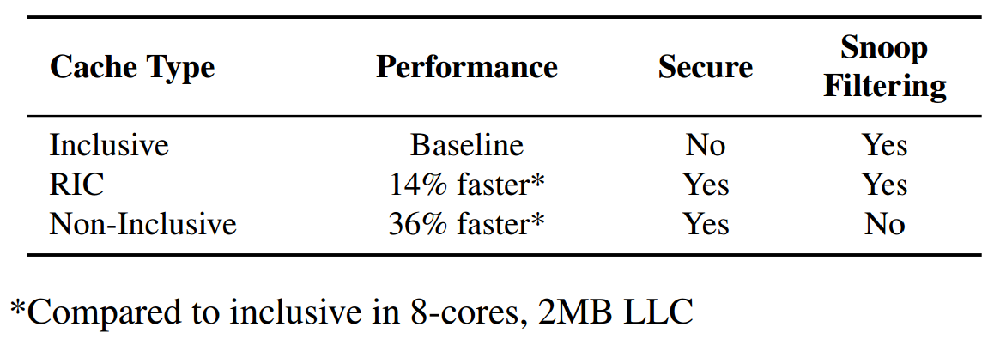 Cache Type Performance Secure Snoop Filtering
Inclusive Baseline No Yes
RIC 14% faster* Yes Yes
Non-Inclusive 36% faster* Yes No
*Compared to inclusive in 8-cores, 2MB LLC